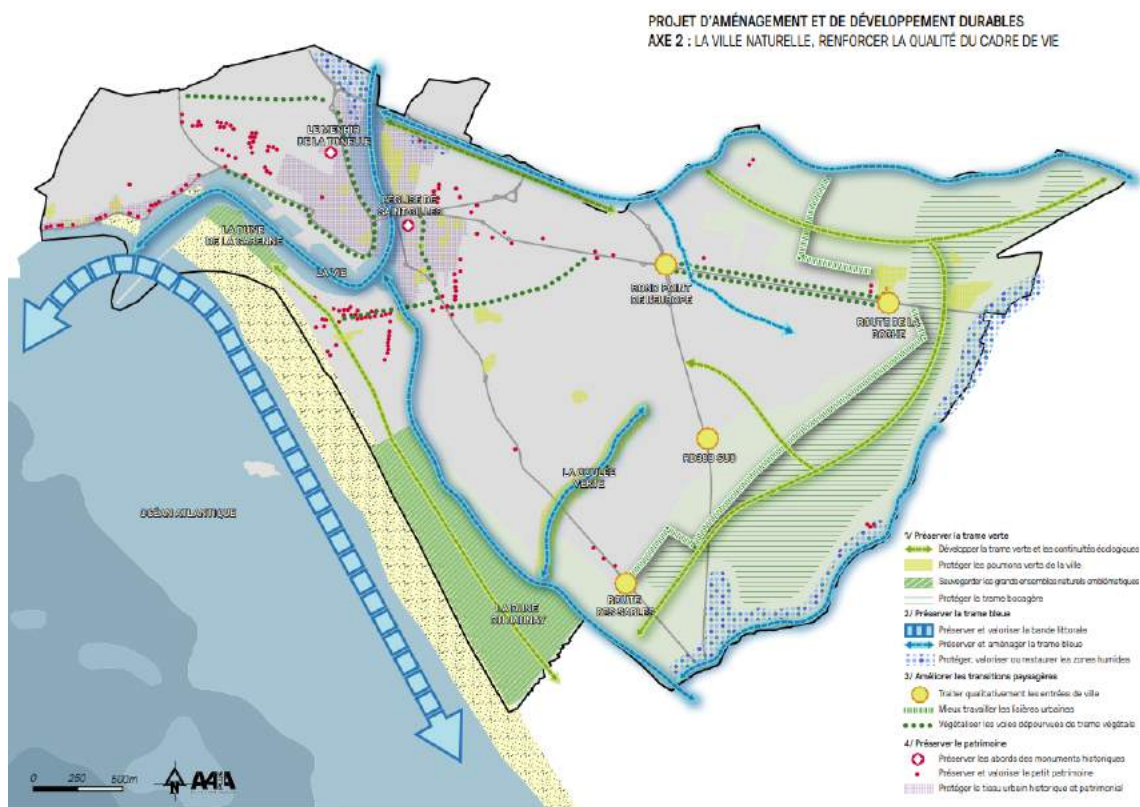 PROJET D'AMÉNAGEMENT ET DE DÉVELOPPEMENT DURABLES
AXE 2 : LA VILLE NATURELLE, RENFORCER LA QUALITÉ DU CADRE DE VIE
LE MENHIR
DE LA TONELLE
L'ÉGLISE DE
SAINT GILLES
LA DUNE
DE LA GARENNE
LA VIE
ROND POINT
DE L'EUROPE
ROUTE DE LA
ROCHE
RD38B SUD
LA COULÉE
VERTE
OCÉAN ATLANTIQUE
LA DUNE
DU JAUNAY
ROUTE
DES SABLES
1/ Préserver la trame verte
Développer la trame verte et les continuités écologiques
Protéger les poumons verts de la ville
Sauvegarder les grands ensembles naturels emblématiques
Protéger la trame bocagère
2/ Préserver la trame bleue
Préserver et valoriser la bande littorale
Préserver et aménager la trame bleue
Protéger, valoriser ou restaurer les zones humides
3/ Améliorer les transitions paysagères
Traiter qualitativement les entrées de ville
Mieux travailler les lisières urbaines
Végétaliser les voies dépourvues de trame végétale
4/ Préserver le patrimoine
Préserver les abords des monuments historiques
Préserver et valoriser le petit patrimoine
Protéger le tissu urbain historique et patrimonial
0 250 500m
N
A4A